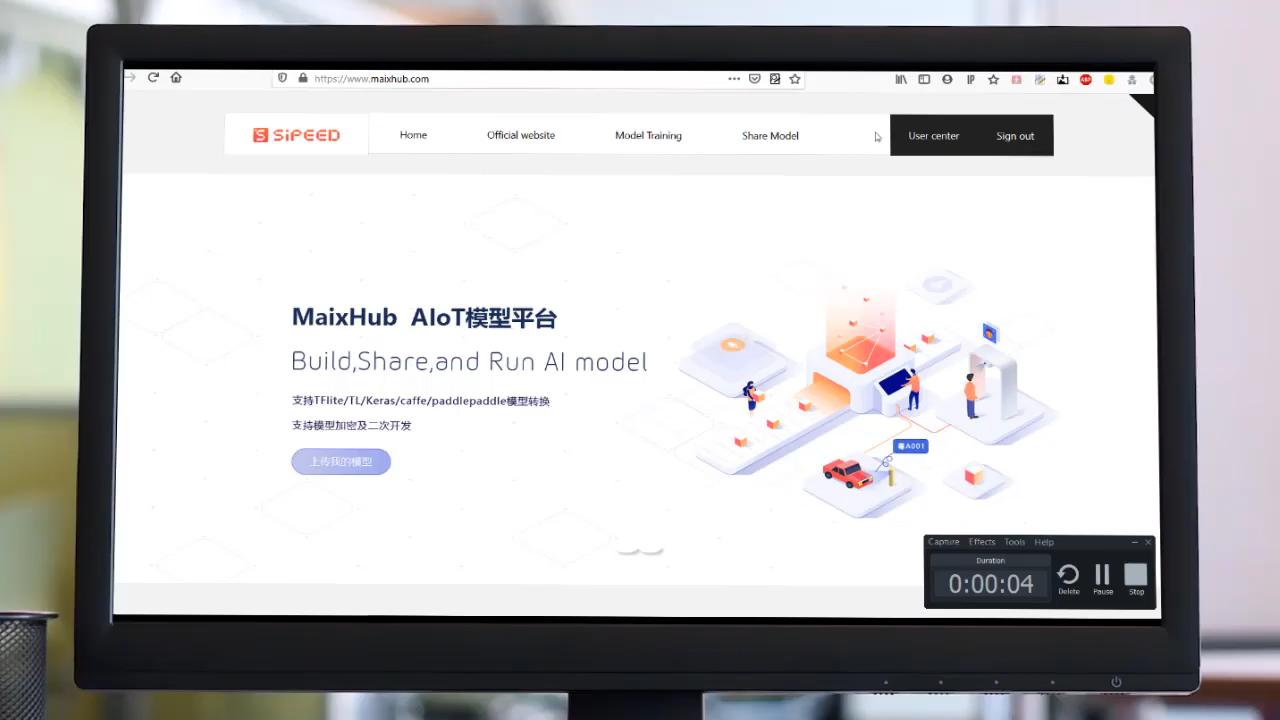 https://www.maixhub.com
IP
ABP
SiPEED
Home
Official website
Model Training
Share Model
User center
Sign out
MaixHub AIoT模型平台
Build,Share,and Run AI model
支持TFlite/TL/Keras/caffe/paddlepaddle模型转换
支持模型加密及二次开发
上传我的模型
A001
Capture Effects Tools Help
Duration
0:00:04
Delete
Pause
Stop